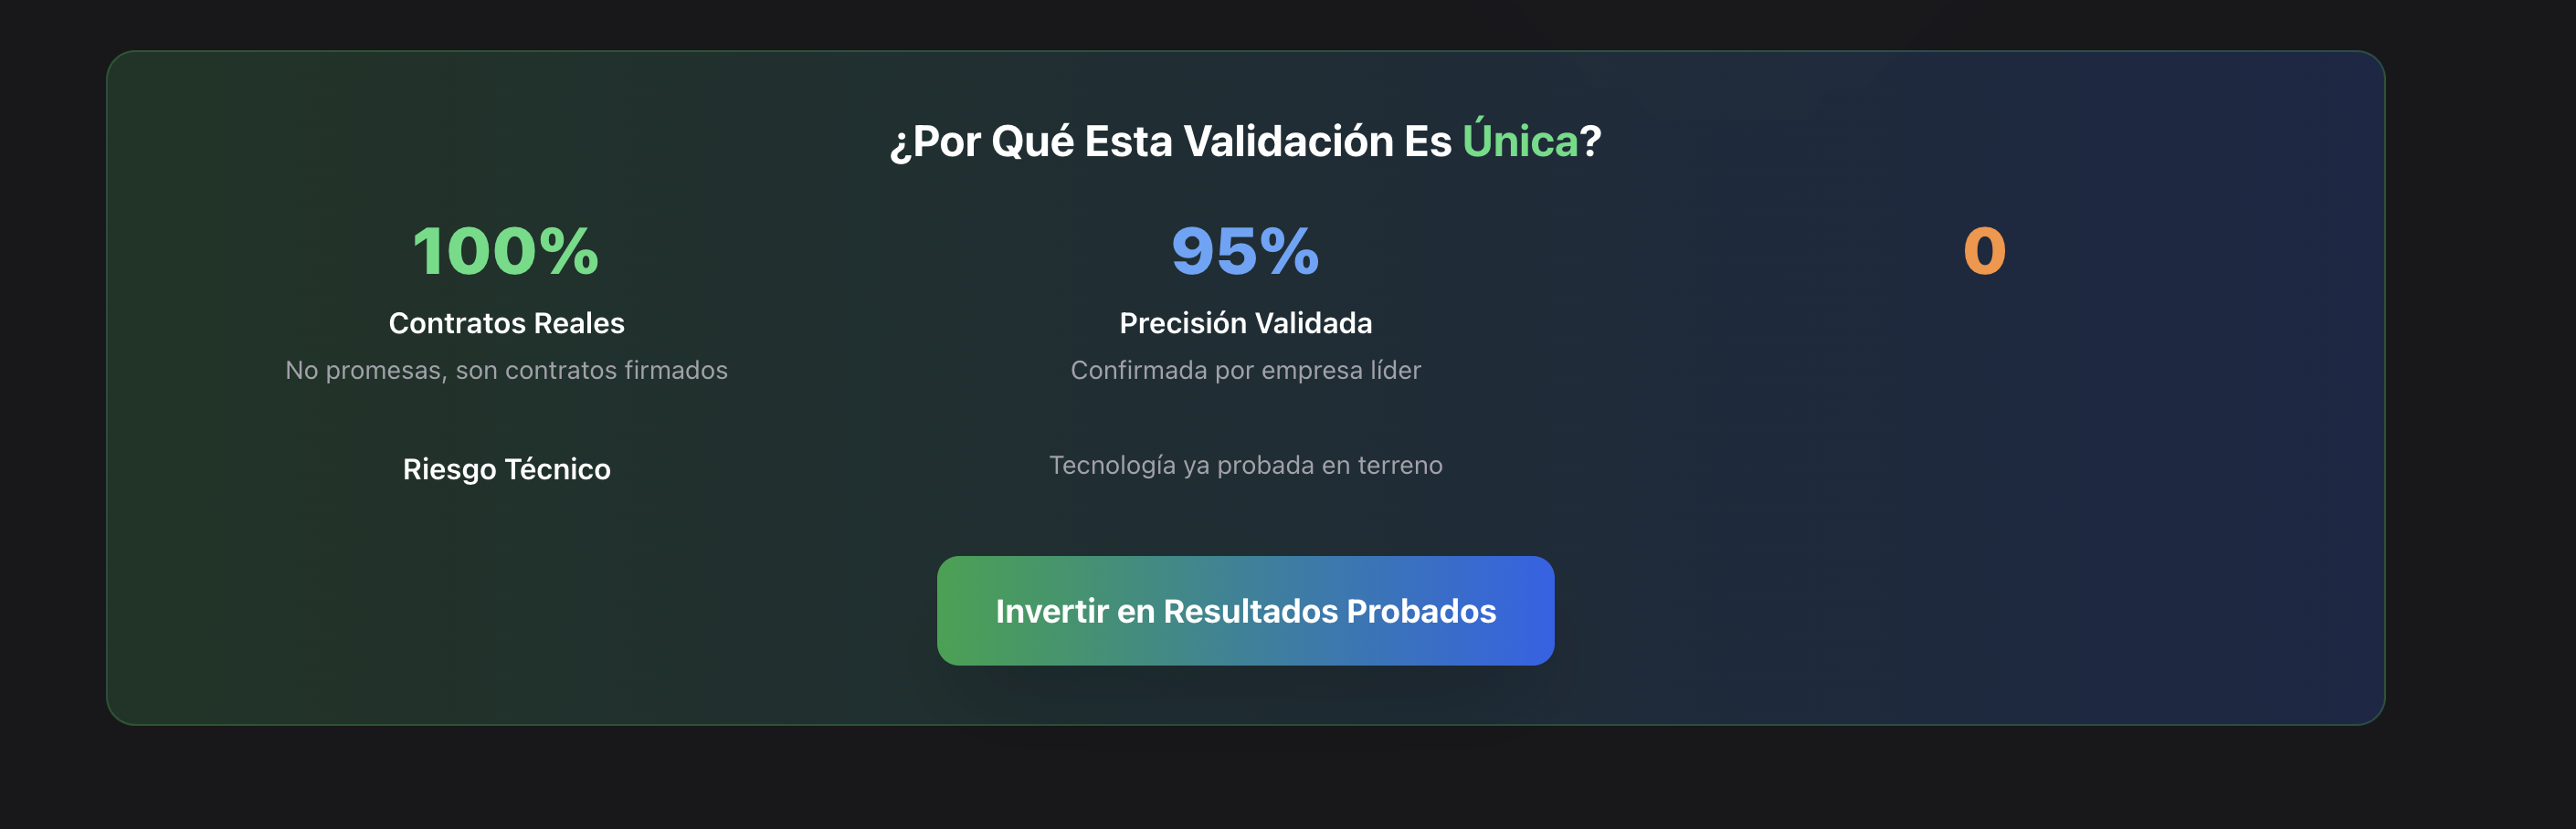 ¿Por Qué Esta Validación Es Única?
100%
95%
0
Contratos Reales
Precisión Validada
No promesas, son contratos firmados
Confirmada por empresa líder
Riesgo Técnico
Tecnología ya probada en terreno
Invertir en Resultados Probados